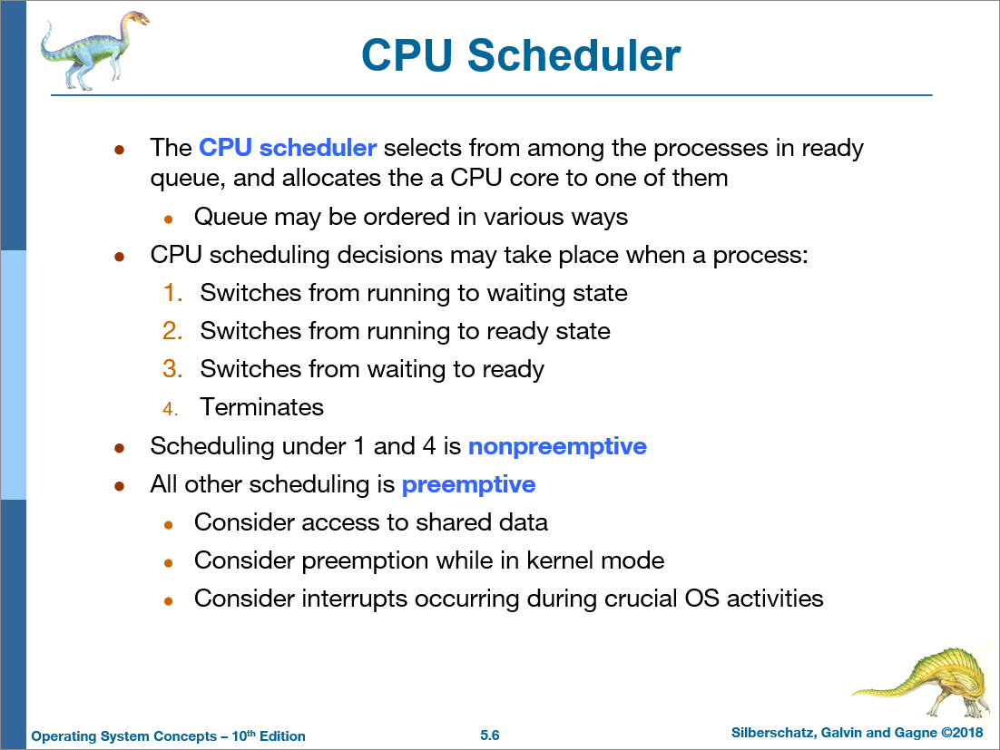 CPU Scheduler
• The CPU scheduler selects from among the processes in ready
queue, and allocates the a CPU core to one of them
• Queue may be ordered in various ways
• CPU scheduling decisions may take place when a process:
1. Switches from running to waiting state
2. Switches from running to ready state
3. Switches from waiting to ready
4. Terminates
• Scheduling under 1 and 4 is nonpreemptive
• All other scheduling is preemptive
• Consider access to shared data
• Consider preemption while in kernel mode
• Consider interrupts occurring during crucial OS activities
Operating System Concepts – 10th Edition
5.6
Silberschatz, Galvin and Gagne ©2018